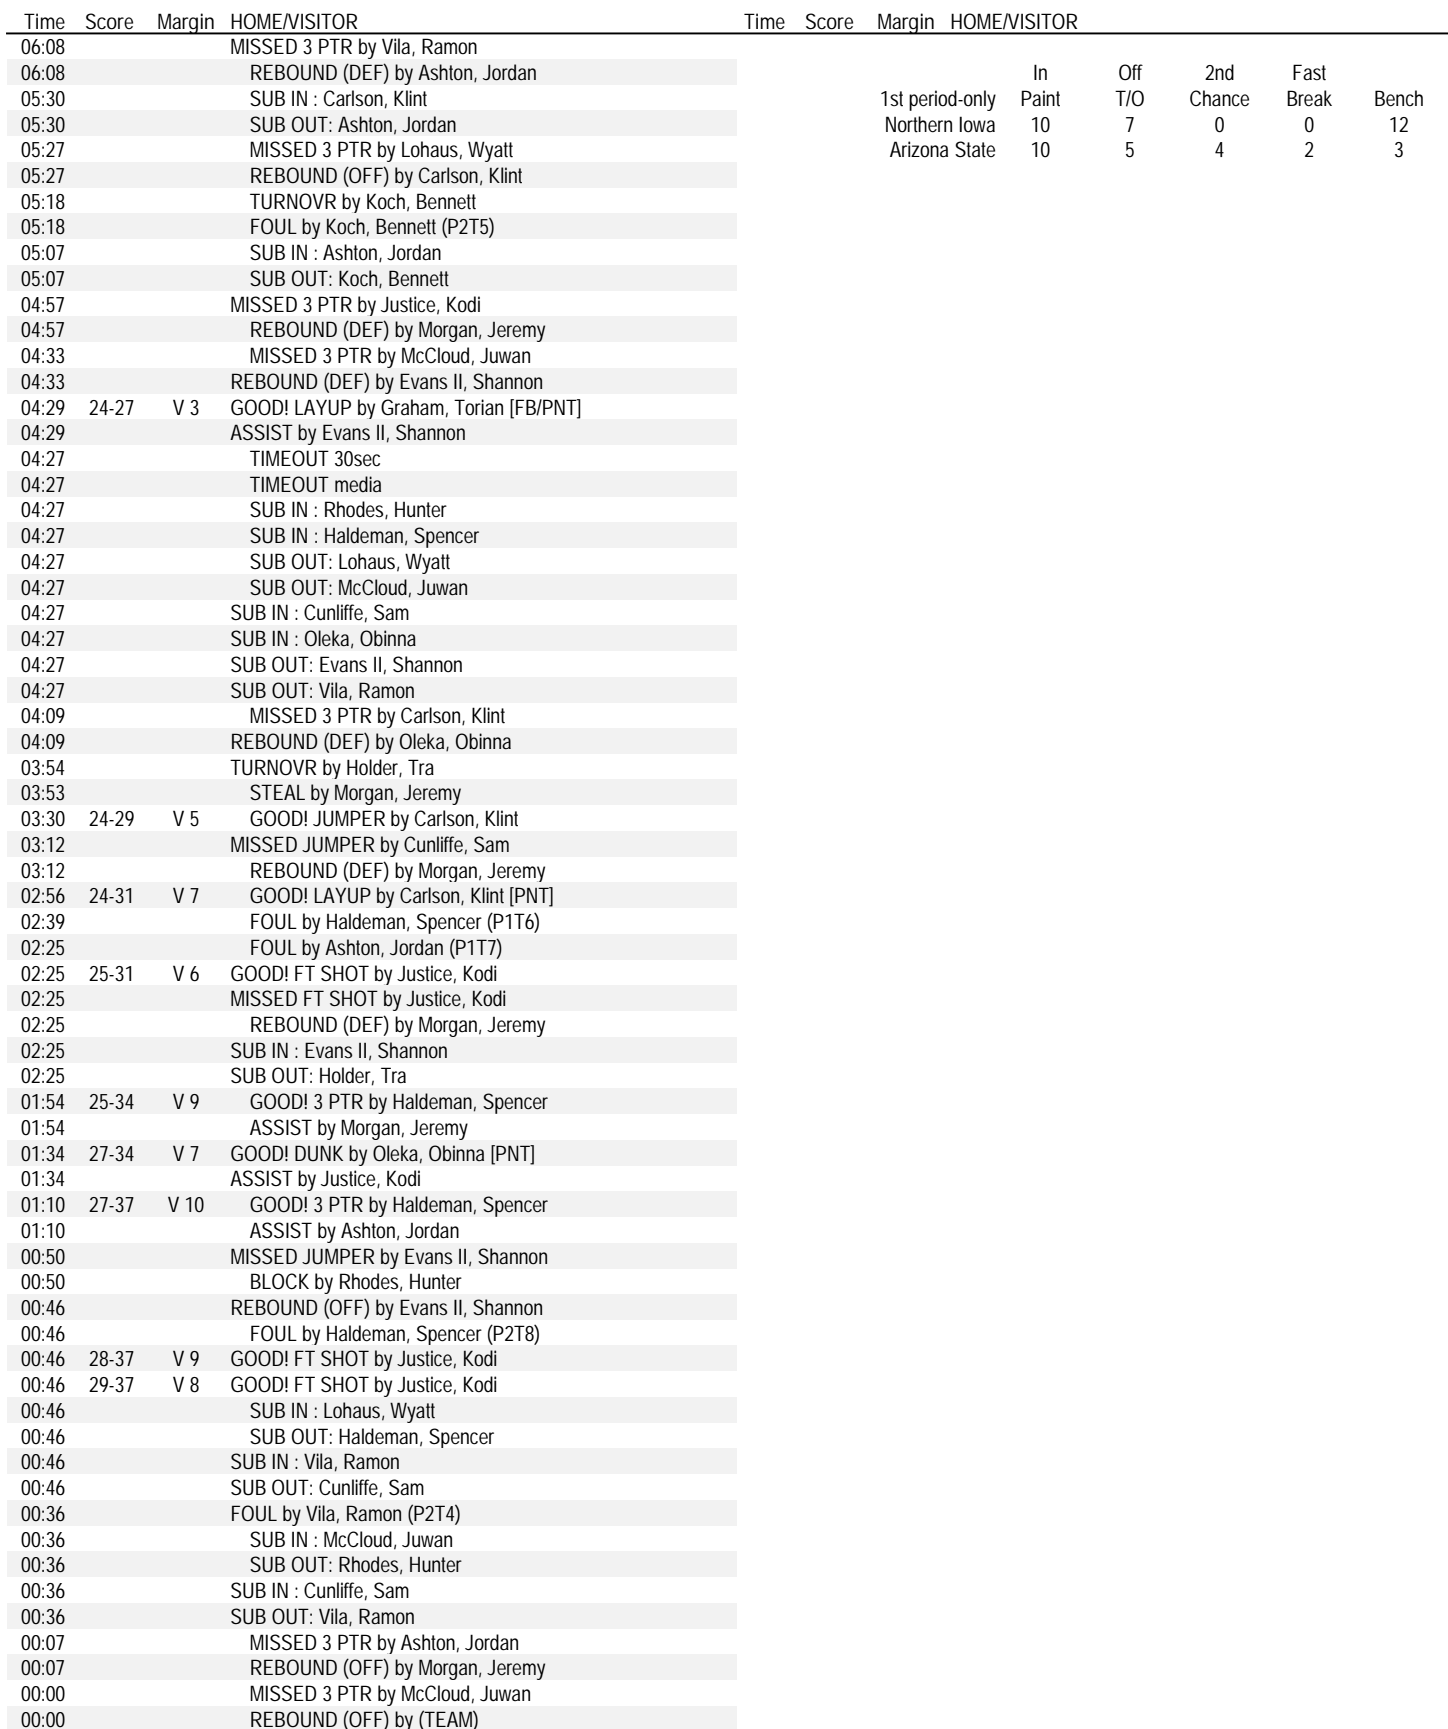 Time Score Margin HOME/VISITOR
06:08 MISSED 3 PTR by Vila, Ramon
06:08 REBOUND (DEF) by Ashton, Jordan
05:30 SUB IN : Carlson, Klint
05:30 SUB OUT: Ashton, Jordan
05:27 MISSED 3 PTR by Lohaus, Wyatt
05:27 REBOUND (OFF) by Carlson, Klint
05:18 TURNOVR by Koch, Bennett
05:18 FOUL by Koch, Bennett (P2T5)
05:07 SUB IN : Ashton, Jordan
05:07 SUB OUT: Koch, Bennett
04:57 MISSED 3 PTR by Justice, Kodi
04:57 REBOUND (DEF) by Morgan, Jeremy
04:33 MISSED 3 PTR by McCloud, Juwan
04:33 REBOUND (DEF) by Evans II, Shannon
04:29 24-27 V 3 GOOD! LAYUP by Graham, Torian [FB/PNT]
04:29 ASSIST by Evans II, Shannon
04:27 TIMEOUT 30sec
04:27 TIMEOUT media
04:27 SUB IN : Rhodes, Hunter
04:27 SUB IN : Haldeman, Spencer
04:27 SUB OUT: Lohaus, Wyatt
04:27 SUB OUT: McCloud, Juwan
04:27 SUB IN : Cunliffe, Sam
04:27 SUB IN : Oleka, Obinna
04:27 SUB OUT: Evans II, Shannon
04:27 SUB OUT: Vila, Ramon
04:09 MISSED 3 PTR by Carlson, Klint
04:09 REBOUND (DEF) by Oleka, Obinna
03:54 TURNOVR by Holder, Tra
03:53 STEAL by Morgan, Jeremy
03:30 24-29 V 5 GOOD! JUMPER by Carlson, Klint
03:12 MISSED JUMPER by Cunliffe, Sam
03:12 REBOUND (DEF) by Morgan, Jeremy
02:56 24-31 V 7 GOOD! LAYUP by Carlson, Klint [PNT]
02:39 FOUL by Haldeman, Spencer (P1T6)
02:25 FOUL by Ashton, Jordan (P1T7)
02:25 25-31 V 6 GOOD! FT SHOT by Justice, Kodi
02:25 MISSED FT SHOT by Justice, Kodi
02:25 REBOUND (DEF) by Morgan, Jeremy
02:25 SUB IN : Evans II, Shannon
02:25 SUB OUT: Holder, Tra
01:54 25-34 V 9 GOOD! 3 PTR by Haldeman, Spencer
01:54 ASSIST by Morgan, Jeremy
01:34 27-34 V 7 GOOD! DUNK by Oleka, Obinna [PNT]
01:34 ASSIST by Justice, Kodi
01:10 27-37 V 10 GOOD! 3 PTR by Haldeman, Spencer
01:10 ASSIST by Ashton, Jordan
00:50 MISSED JUMPER by Evans II, Shannon
00:50 BLOCK by Rhodes, Hunter
00:46 REBOUND (OFF) by Evans II, Shannon
00:46 FOUL by Haldeman, Spencer (P2T8)
00:46 28-37 V 9 GOOD! FT SHOT by Justice, Kodi
00:46 29-37 V 8 GOOD! FT SHOT by Justice, Kodi
00:46 SUB IN : Lohaus, Wyatt
00:46 SUB OUT: Haldeman, Spencer
00:46 SUB IN : Vila, Ramon
00:46 SUB OUT: Cunliffe, Sam
00:36 FOUL by Vila, Ramon (P2T4)
00:36 SUB IN : McCloud, Juwan
00:36 SUB OUT: Rhodes, Hunter
00:36 SUB IN : Cunliffe, Sam
00:36 SUB OUT: Vila, Ramon
00:07 MISSED 3 PTR by Ashton, Jordan
00:07 REBOUND (OFF) by Morgan, Jeremy
00:00 MISSED 3 PTR by McCloud, Juwan
00:00 REBOUND (OFF) by (TEAM)
Time Score Margin HOME/VISITOR
In Off 2nd Fast
1st period-only Paint T/O Chance Break Bench
Northern Iowa 10 7 0 0 12
Arizona State 10 5 4 2 3